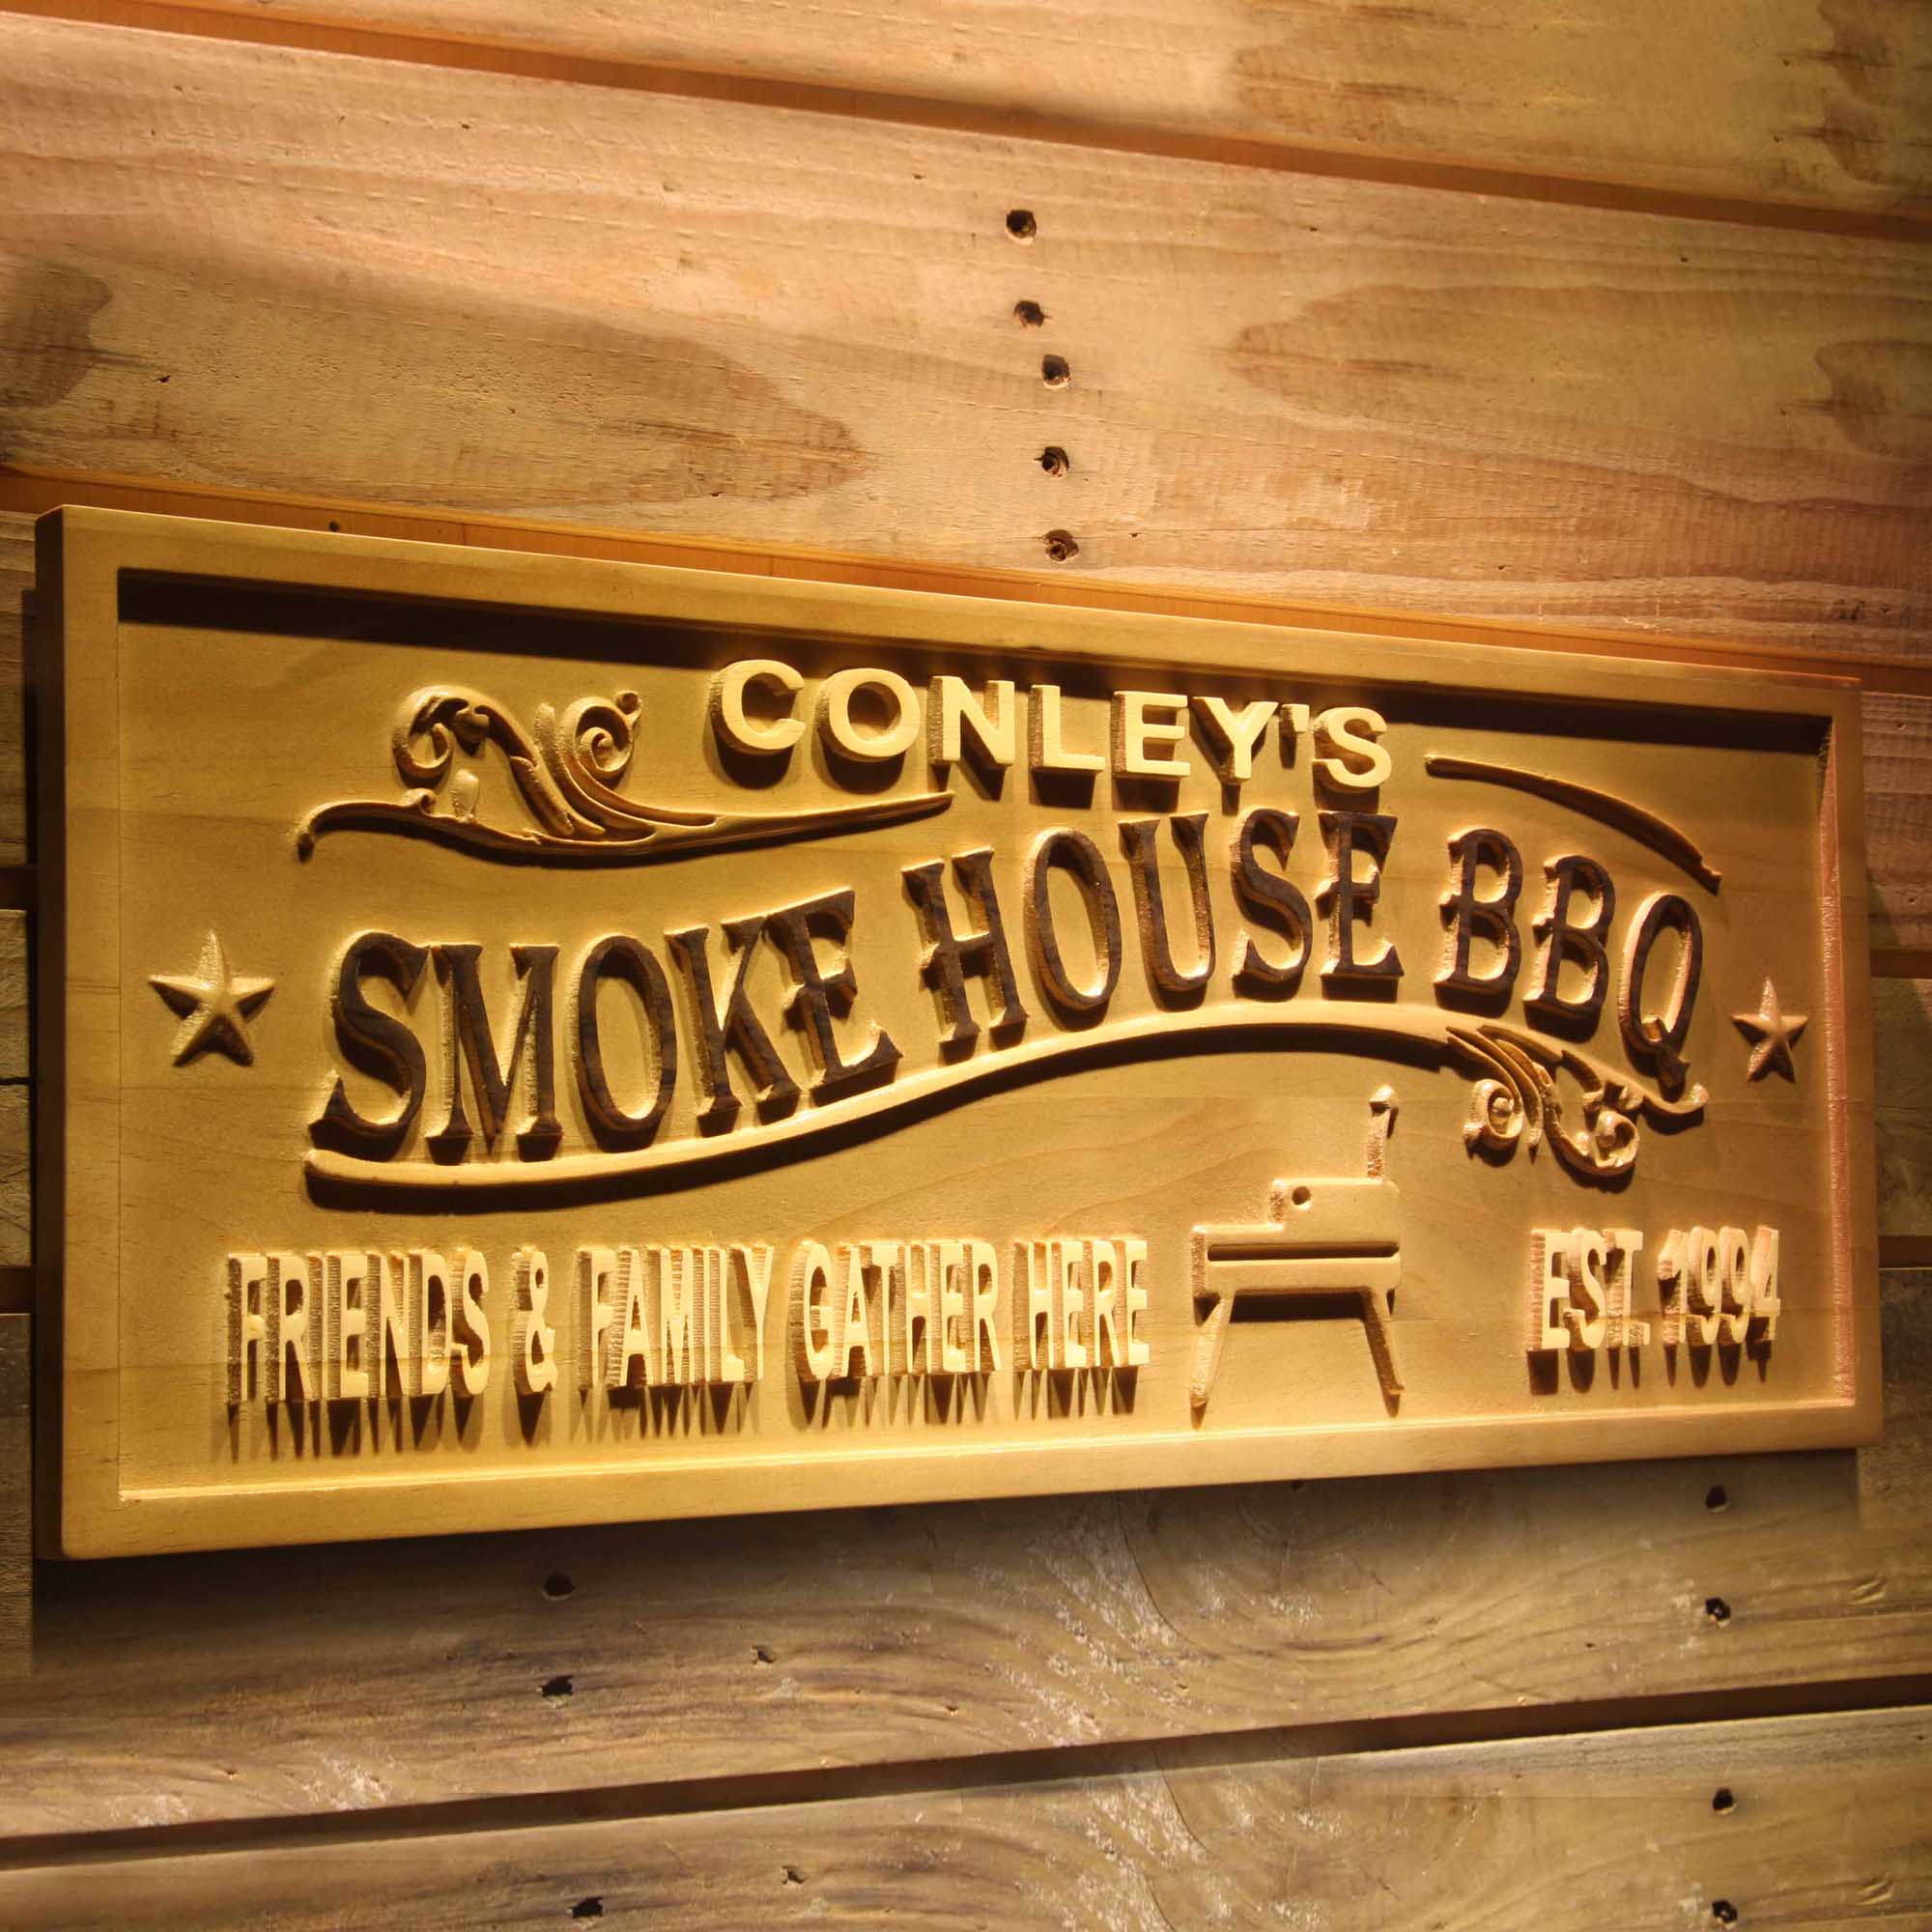 CONLEY'S
SMOKE HOUSE BBQ
FRIENDS & FAMILY GATHER HERE
EST. 1994